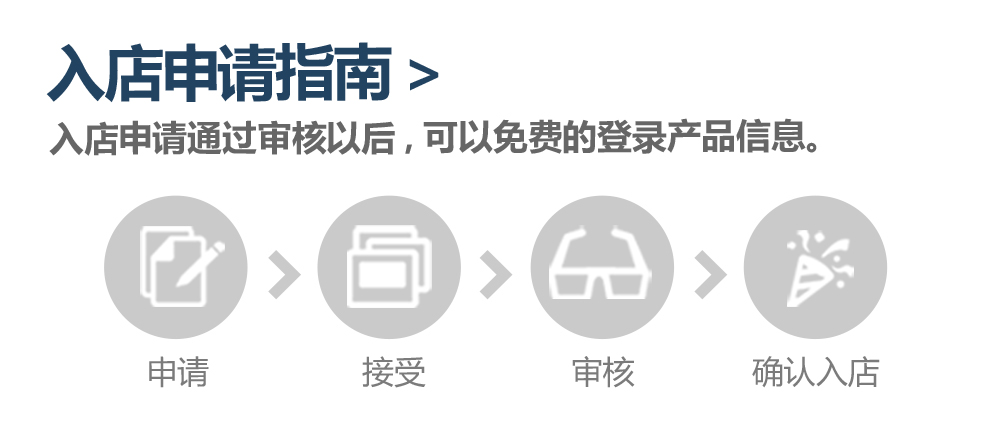 入店申请指南 >
入店申请通过审核以后，可以免费的登录产品信息。
申请
接受
审核
确认入店